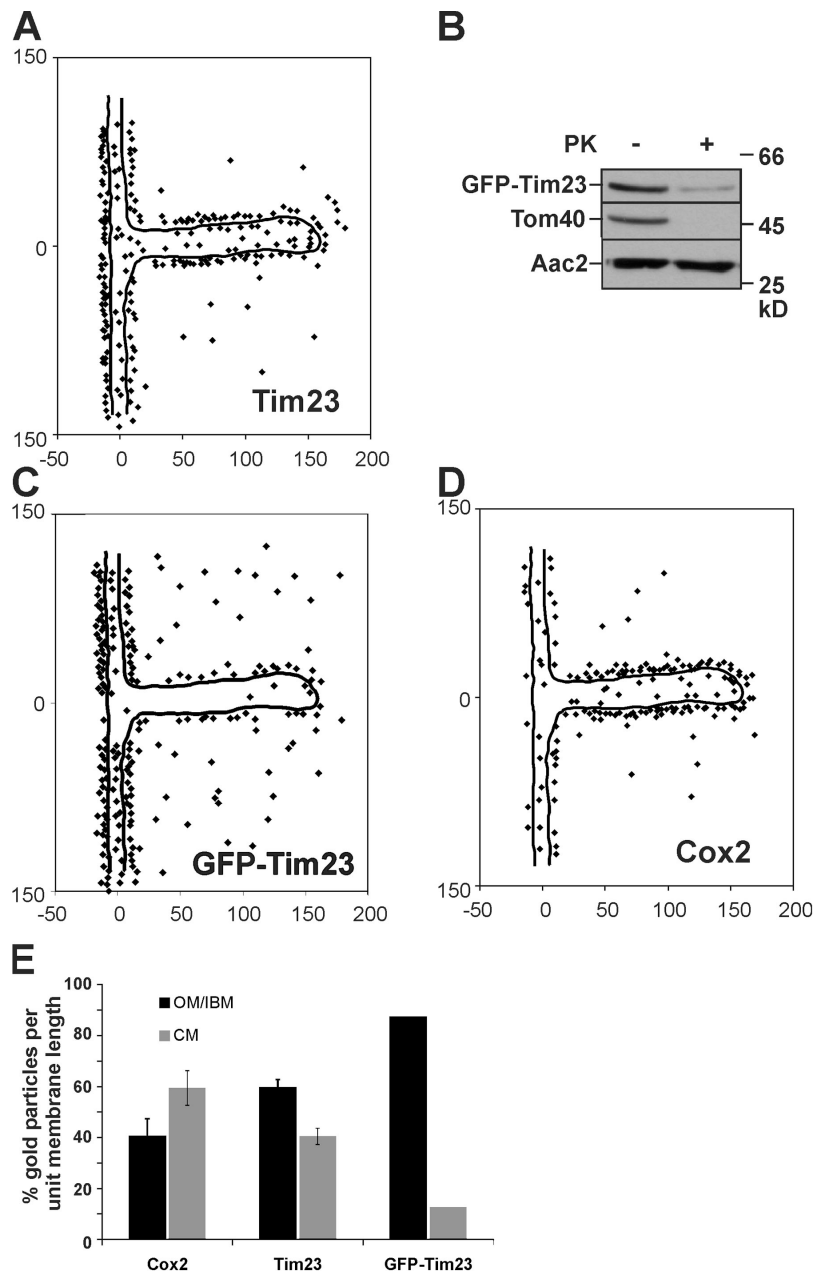 A
150
0
150
-50 0 50 100 150 200
Tim23
B
PK - +
66
GFP-Tim23
Tom40
45
Aac2
25
kD
C
150
0
150
-50 0 50 100 150 200
GFP-Tim23
D
150
0
150
-50 0 50 100 150 200
Cox2
E
% gold particles per
unit membrane length
100
80
60
40
20
0
OM/IBM
CM
Cox2 Tim23 GFP-Tim23